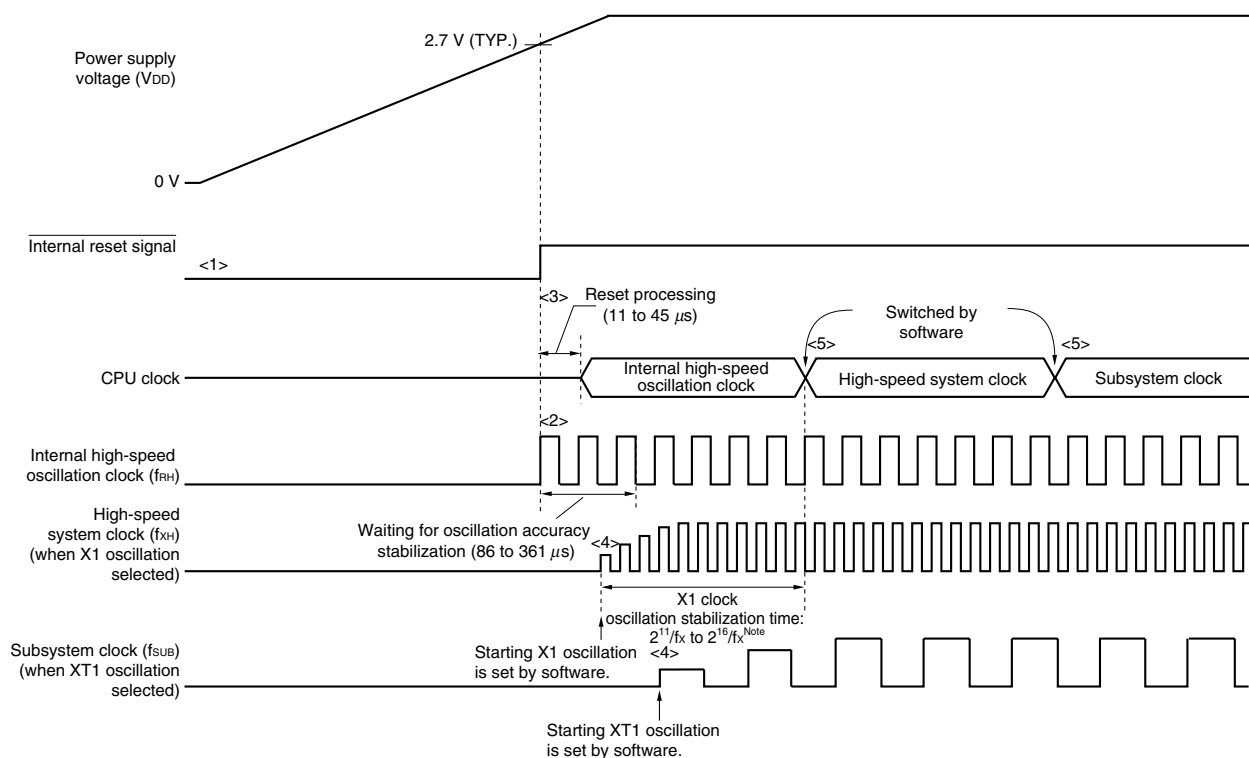 2.7 V (TYP.)
Power supply
voltage (VDD)
0 V
Internal reset signal
<1>
<3>
Reset processing
(11 to 45 μs)
Switched by
software
<5>
<5>
CPU clock
Internal high-speed
oscillation clock
High-speed system clock
Subsystem clock
<2>
Internal high-speed
oscillation clock (fRH)
High-speed
system clock (fXH)
(when X1 oscillation
selected)
Waiting for oscillation accuracy
stabilization (86 to 361 μs)
<4>
X1 clock
oscillation stabilization time:
2^11/fX to 2^16/fX^Note
Starting X1 oscillation
is set by software.
<4>
Subsystem clock (fSUB)
(when XT1 oscillation
selected)
Starting XT1 oscillation
is set by software.